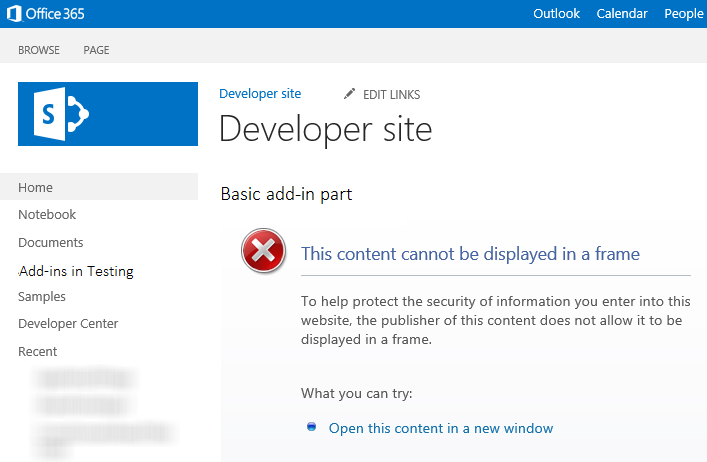 Office 365
Outlook Calendar People
BROWSE PAGE
S
Developer site EDIT LINKS
Developer site
Home
Notebook
Documents
Add-ins in Testing
Samples
Developer Center
Recent
Basic add-in part
This content cannot be displayed in a frame
To help protect the security of information you enter into this
website, the publisher of this content does not allow it to be
displayed in a frame.
What you can try:
Open this content in a new window